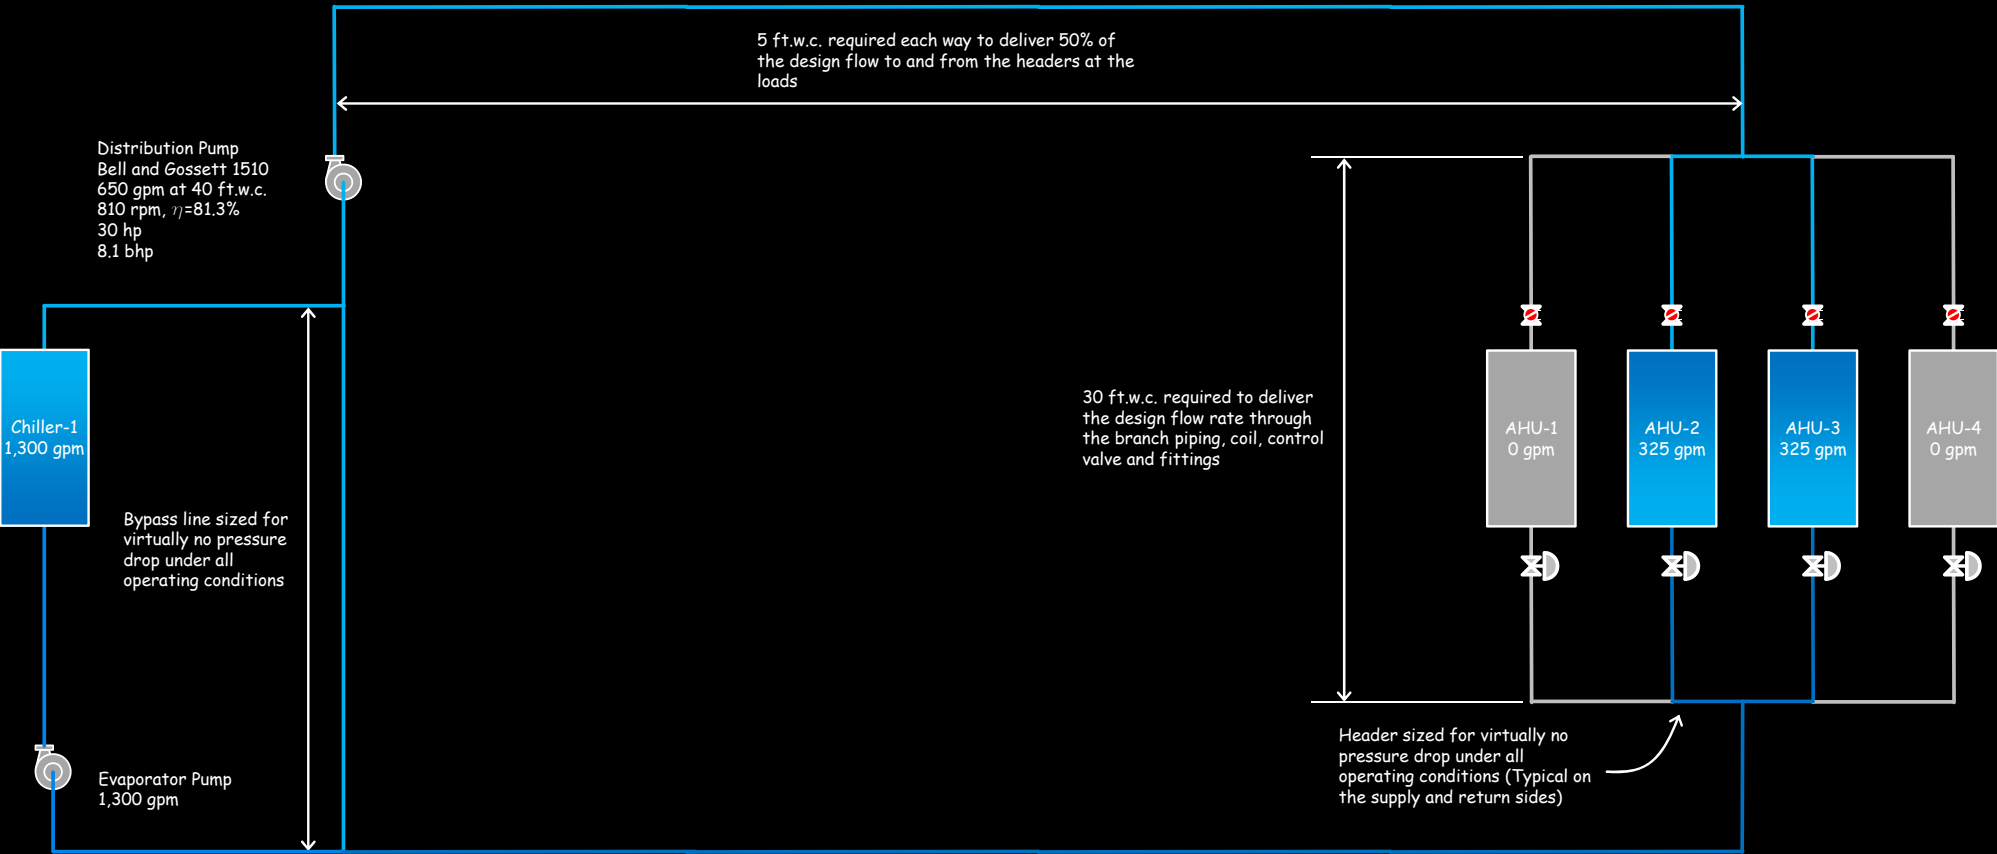 5 ft.w.c. required each way to deliver 50% of
the design flow to and from the headers at the
loads
Distribution Pump
Bell and Gossett 1510
650 gpm at 40 ft.w.c.
810 rpm, η=81.3%
30 hp
8.1 bhp
Chiller-1
1,300 gpm
Bypass line sized for
virtually no pressure
drop under all
operating conditions
Evaporator Pump
1,300 gpm
30 ft.w.c. required to deliver
the design flow rate through
the branch piping, coil, control
valve and fittings
AHU-1
0 gpm
AHU-2
325 gpm
AHU-3
325 gpm
AHU-4
0 gpm
Header sized for virtually no
pressure drop under all
operating conditions (Typical on
the supply and return sides)